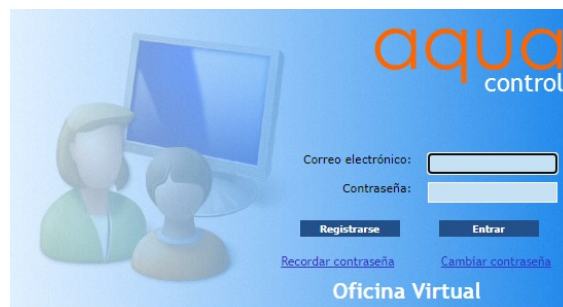 aqua
control
Correo electrónico:
Contraseña:
Registrarse Entrar
Recordar contraseña Cambiar contraseña
Oficina Virtual